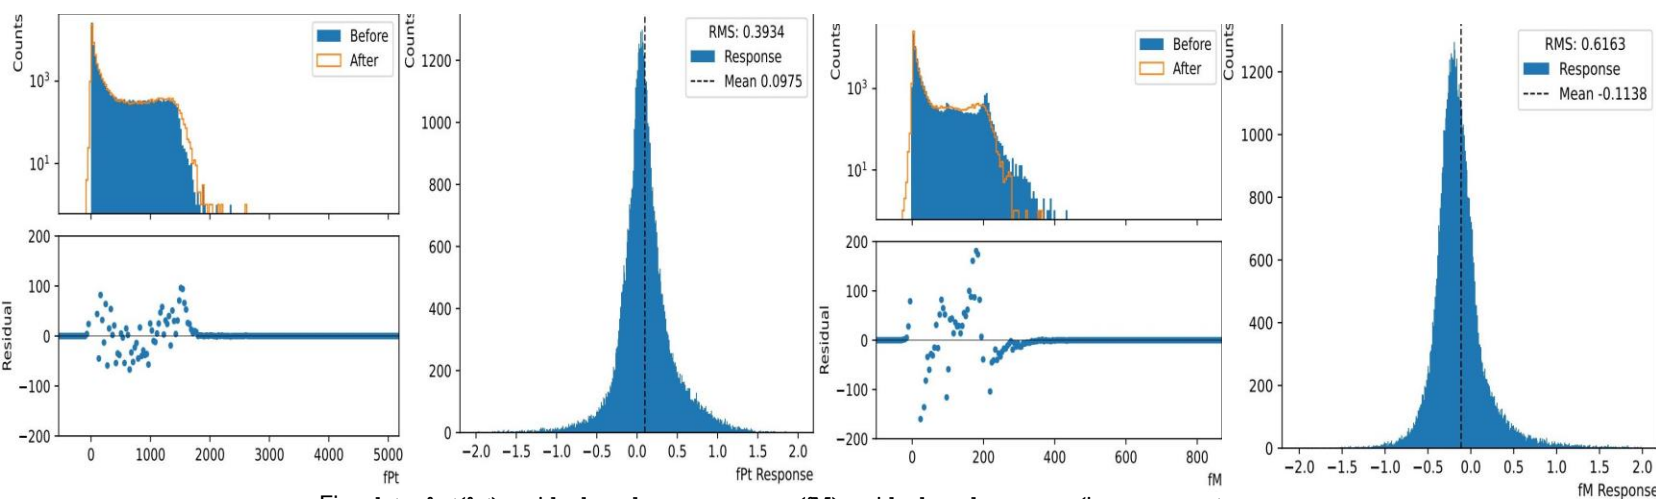 Counts
10³
10¹
Before
After
Residual
200
100
0
−100
−200
0 1000 2000 3000 4000 5000
fPt
Counts
1200
1000
800
600
400
200
0
RMS: 0.3934
Response
Mean 0.0975
−2.0 −1.5 −1.0 −0.5 0.0 0.5 1.0 1.5 2.0
fPt Response
Counts
10³
10¹
Before
After
Residual
200
100
0
−100
−200
0 200 400 600 800
fM
Counts
1200
1000
800
600
400
200
0
RMS: 0.6163
Response
Mean -0.1138
−2.0 −1.5 −1.0 −0.5 0.0 0.5 1.0 1.5 2.0
fM Response